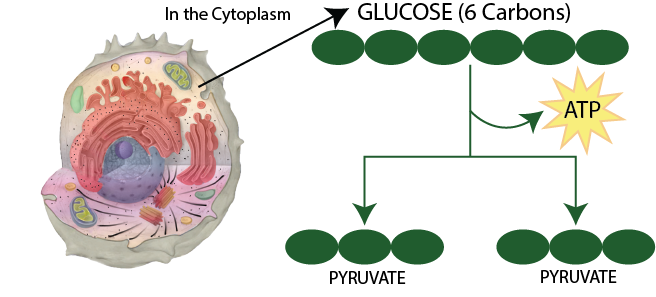 In the Cytoplasm
GLUCOSE (6 Carbons)
ATP
PYRUVATE
PYRUVATE